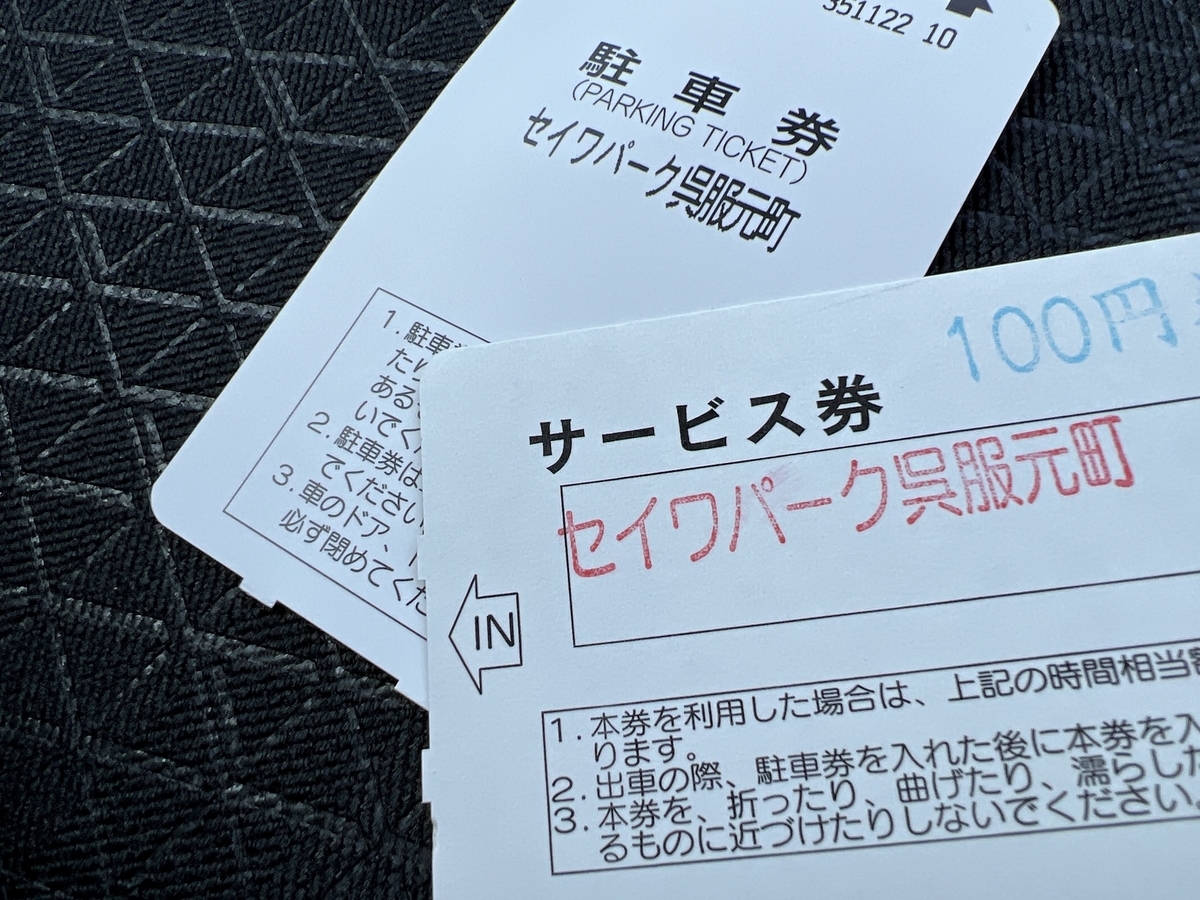 351122 10
駐車券
(PARKING TICKET)
セイワパーク呉服元町
1. 駐車
たり
ある
いでく
2. 駐車券は
でください
3. 車のドア、
必ず閉めてくだ
100円
サービス券
セイワパーク呉服元町
IN
1. 本券を利用した場合は、上記の時間相当
ります。
2. 出車の際、駐車券を入れた後に本券を入
3. 本券を、折ったり、曲げたり、濡らした
るものに近づけたりしないでください。